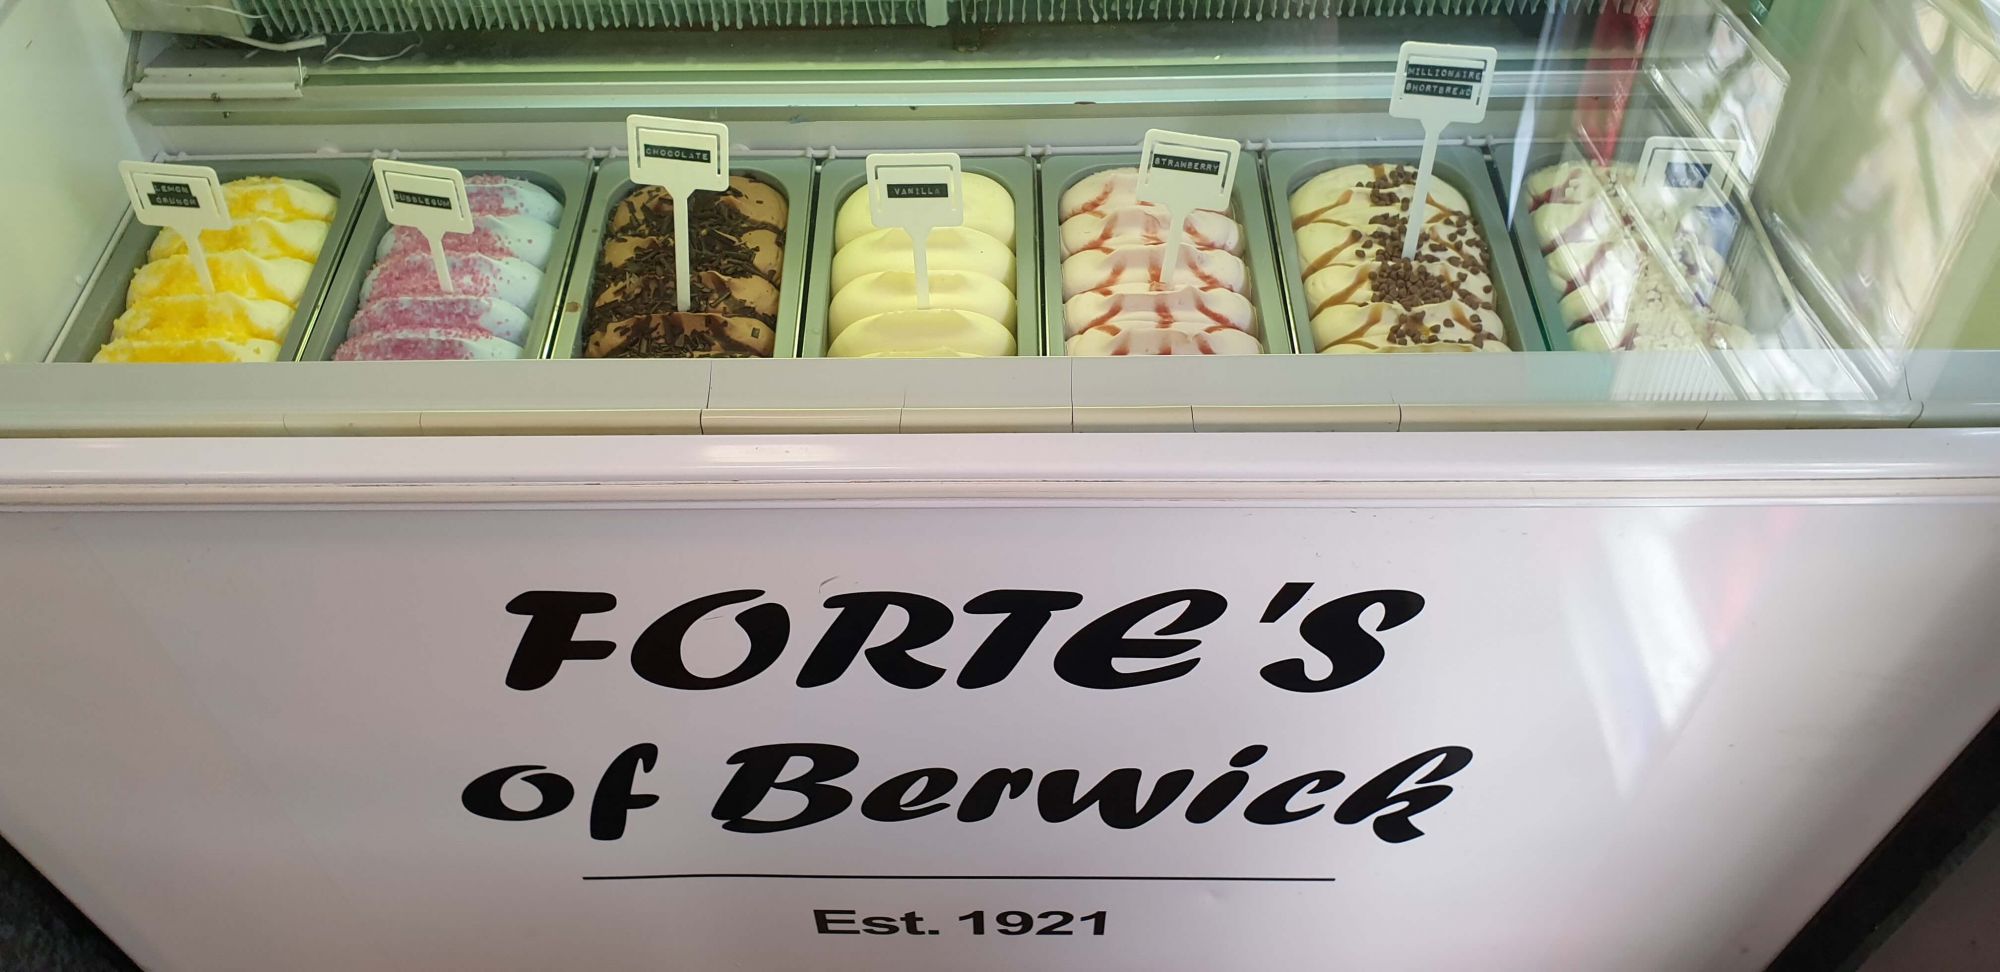 LEMON
CRUNCH
BUBBLEGUM
CHOCOLATE
VANILLA
STRAWBERRY
MILLIONAIRE
SHORTBREAD
FORTE'S
of Berwick
Est. 1921